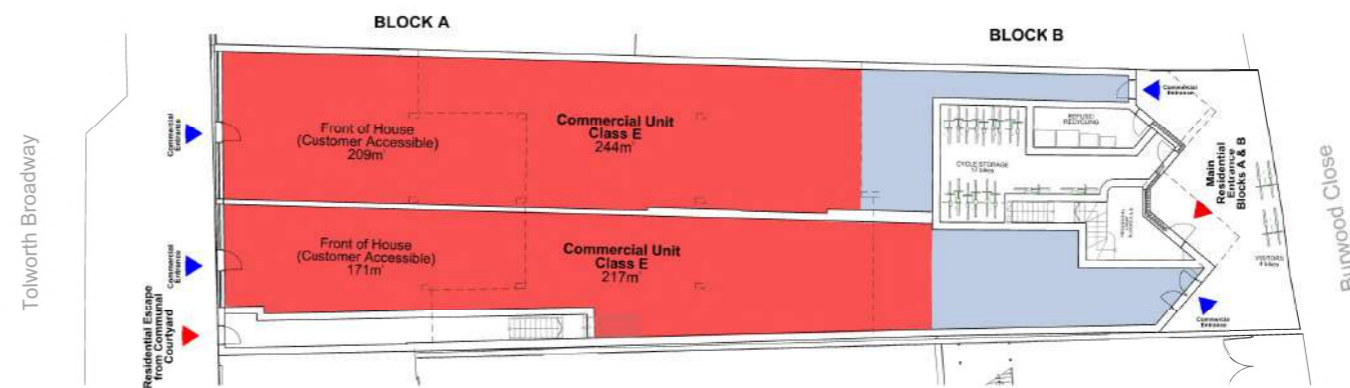 BLOCK A
BLOCK B
Tolworth Broadway
Commercial
Entrance
Front of House
(Customer Accessible)
209m²
Commercial Unit
Class E
244m²
Commercial
Entrance
REFUSE/
RECYCLING
CYCLE STORAGE
Main
Residential
Entrance
Blocks A & B
Burwood Close
Commercial
Entrance
Front of House
(Customer Accessible)
171m²
Commercial Unit
Class E
217m²
VISITORS
4 bikes
Commercial
Entrance
Residential Escape
from Communal
Courtyard